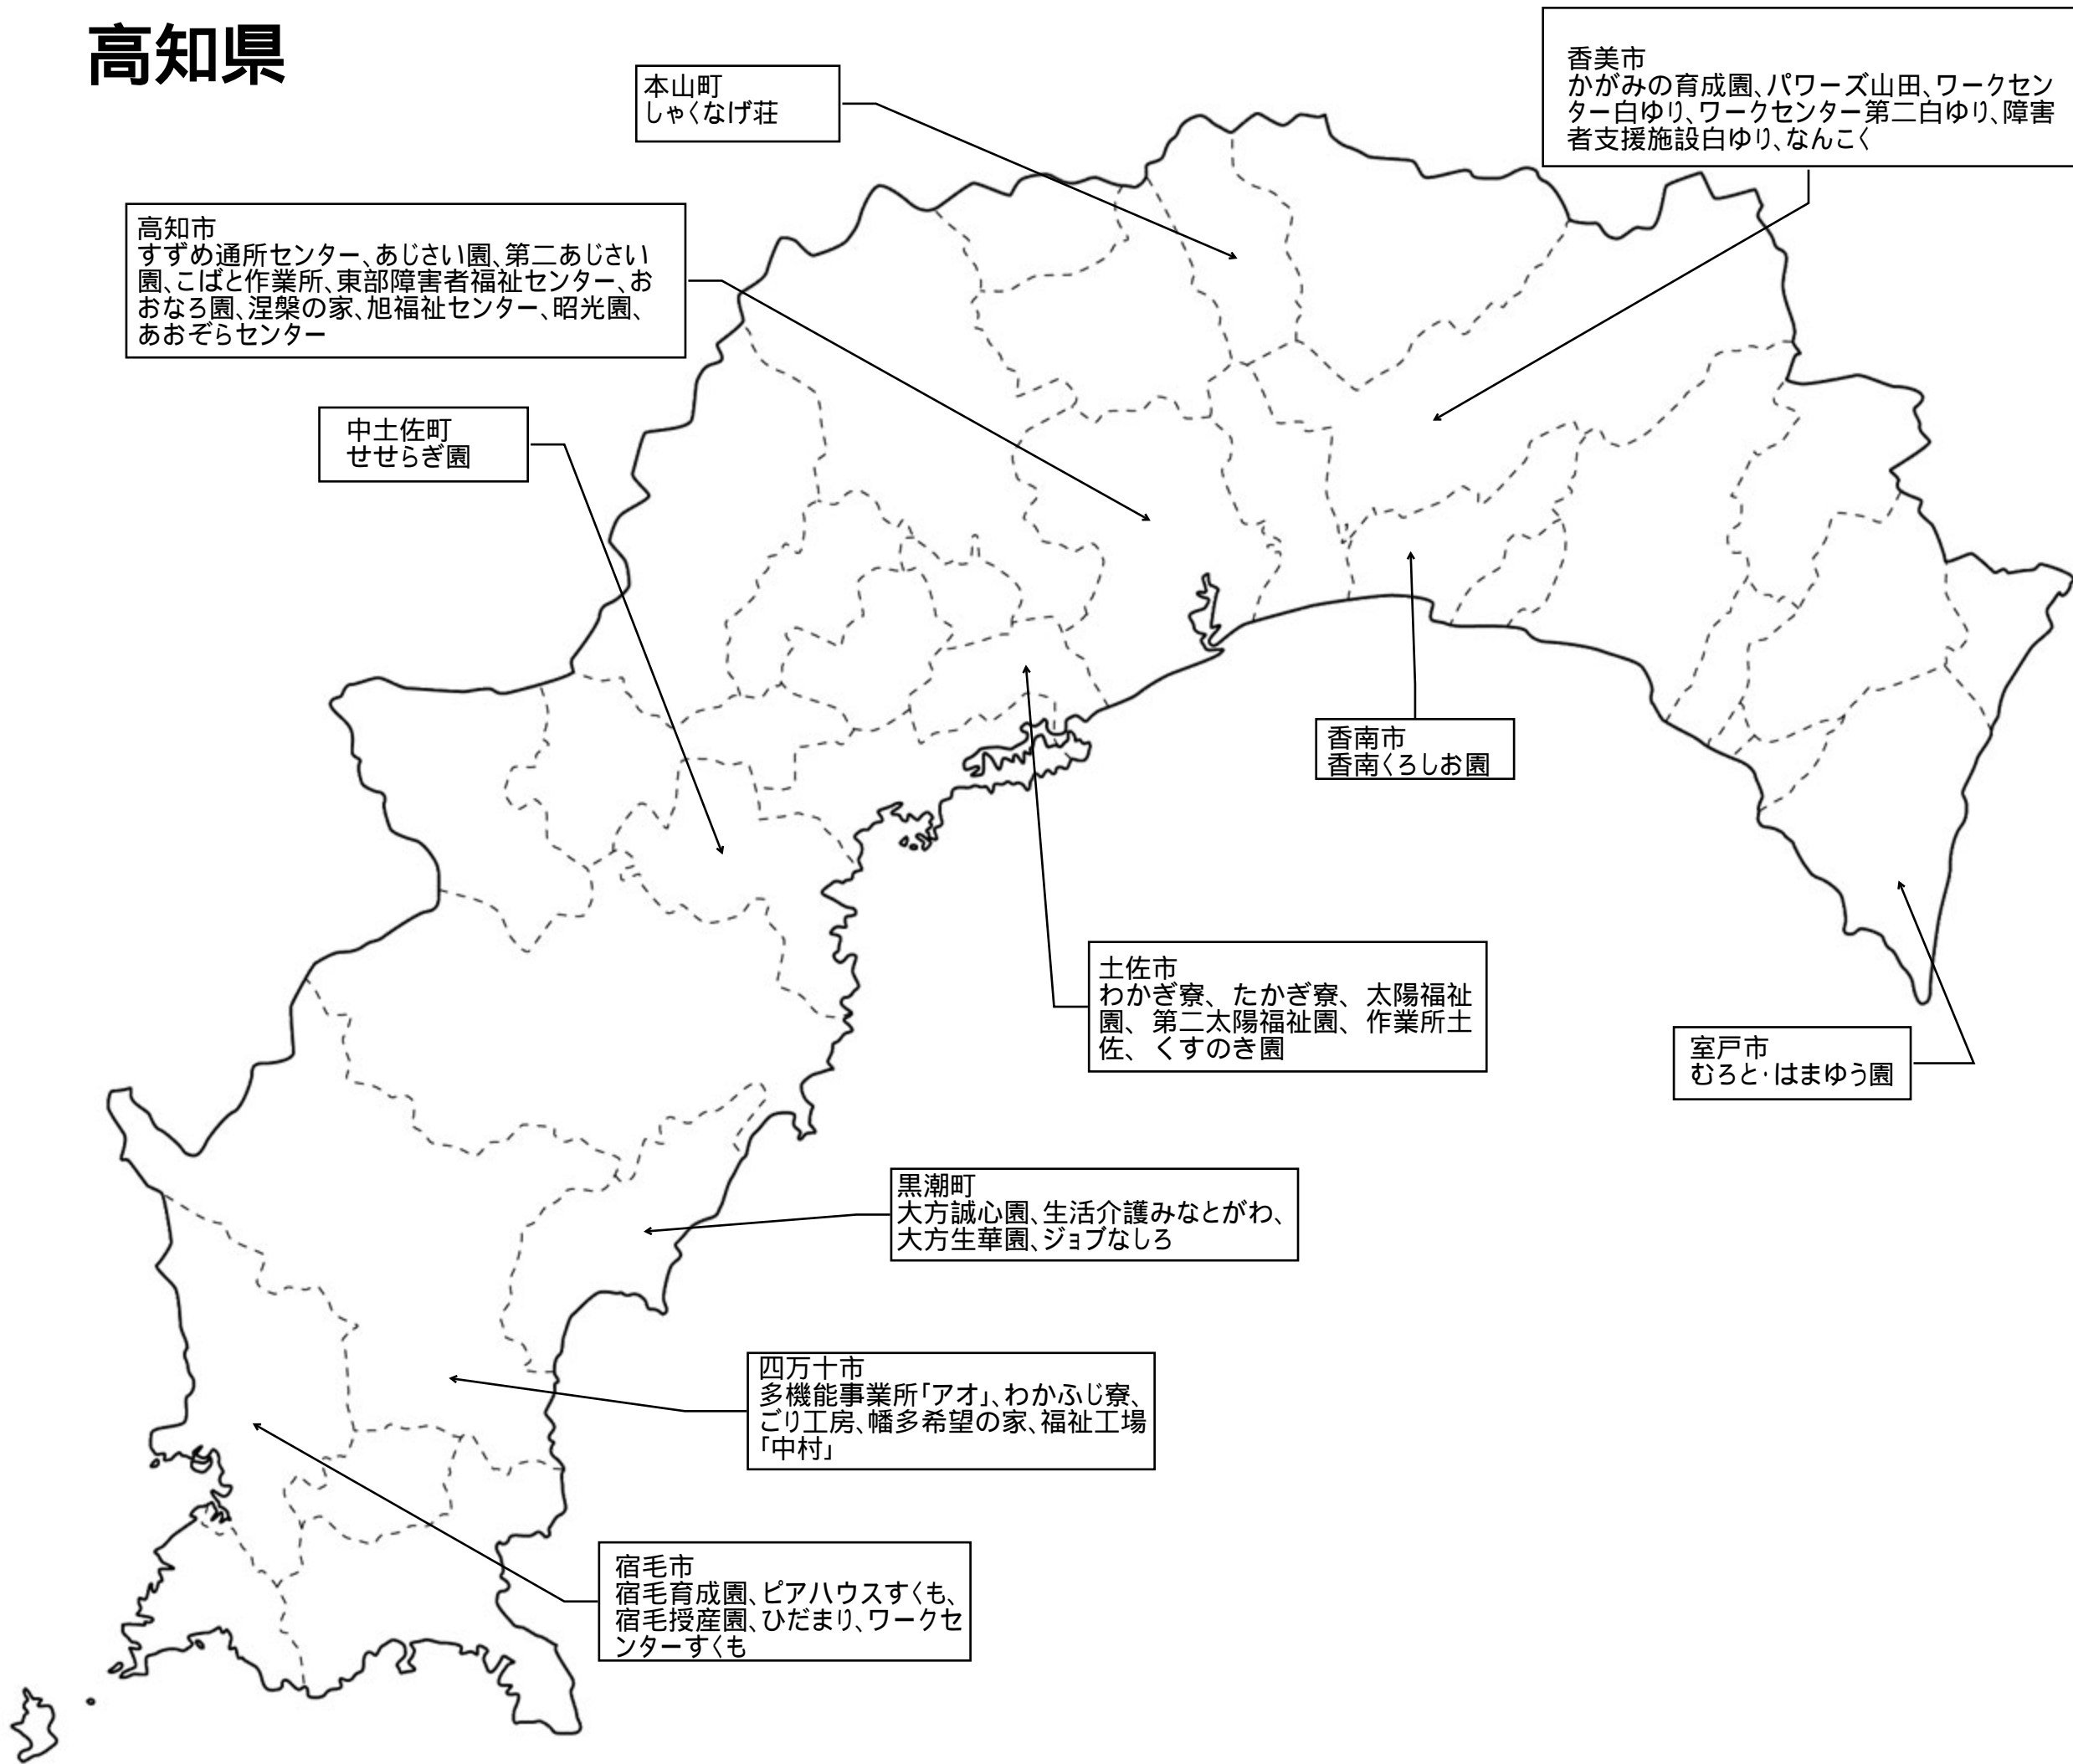 高知県
本山町
しゃくなげ荘
香美市
かがみの育成園、パワーズ山田、ワークセン
ター白ゆり、ワークセンター第二白ゆり、障害
者支援施設白ゆり、なんこく
高知市
すずめ通所センター、あじさい園、第二あじさい
園、こばと作業所、東部障害者福祉センター、お
おなろ園、涅槃の家、旭福祉センター、昭光園、
あおぞらセンター
中土佐町
せせらぎ園
香南市
香南くろしお園
土佐市
わかぎ寮、たかぎ寮、太陽福祉
園、第二太陽福祉園、作業所土
佐、くすのき園
室戸市
むろと・はまゆう園
黒潮町
大方誠心園、生活介護みなとがわ、
大方生華園、ジョブなしろ
四万十市
多機能事業所「アオ」、わかふじ寮、
ごり工房、幡多希望の家、福祉工場
「中村」
宿毛市
宿毛育成園、ピアハウスすくも、
宿毛授産園、ひだまり、ワークセ
ンターすくも